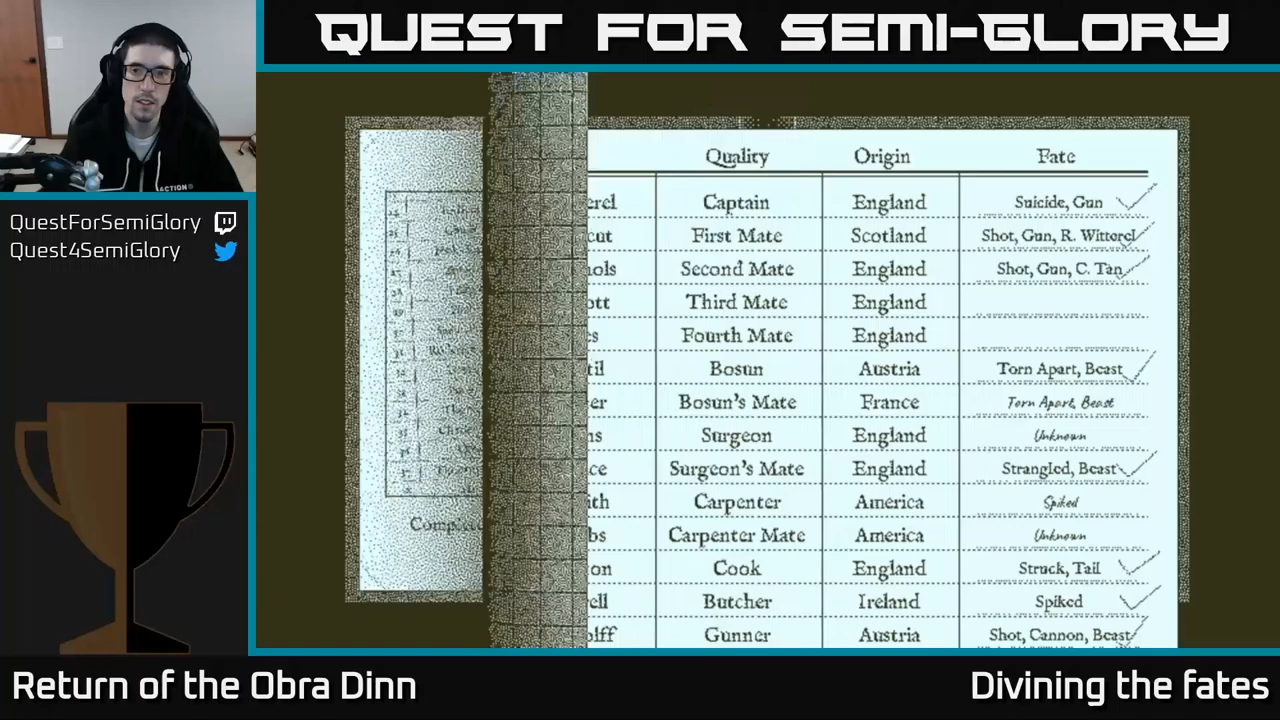 QUEST FOR SEMI-GLORY
QuestForSemiGlory
Quest4SemiGlory
ACTION
Quality Origin Fate
erel Captain England Suicide, Gun
cut First Mate Scotland Shot, Gun, R. Witterel
hols Second Mate England Shot, Gun, C. Tan
ott Third Mate England
es Fourth Mate England
til Bosun Austria Torn Apart, Beast
er Bosun's Mate France Torn Apart, Beast
ns Surgeon England Unknown
ce Surgeon's Mate England Strangled, Beast
ith Carpenter America Spiked
bs Carpenter Mate America Unknown
on Cook England Struck, Tail
ell Butcher Ireland Spiked
olff Gunner Austria Shot, Cannon, Beast
Return of the Obra Dinn
Divining the fates